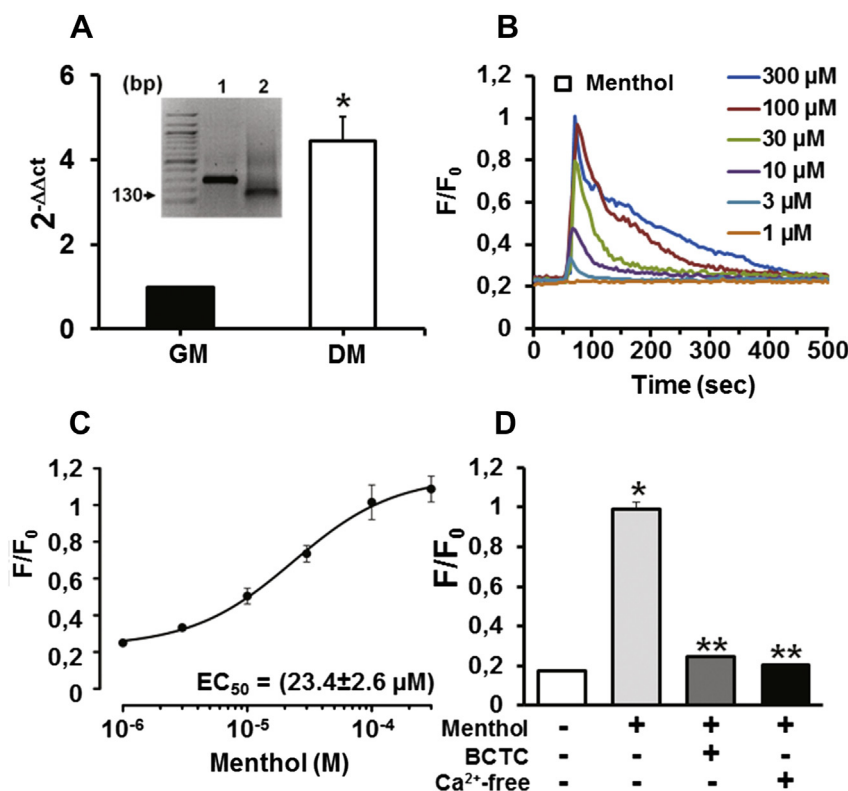 A
6
4
2
0
2-ΔΔct
(bp)
1 2
130
*
GM DM
B
1,2
1
0,8
0,6
0,4
0,2
0
F/F0
Menthol
300 µM
100 µM
30 µM
10 µM
3 µM
1 µM
0 100 200 300 400 500
Time (sec)
C
1,2
1
0,8
0,6
0,4
0,2
0
F/F0
EC50 = (23.4±2.6 µM)
10-6 10-5 10-4
Menthol (M)
D
1,2
1
0,8
0,6
0,4
0,2
0
F/F0
*
**
**
Menthol - + + +
BCTC - - + -
Ca2+-free - - - +